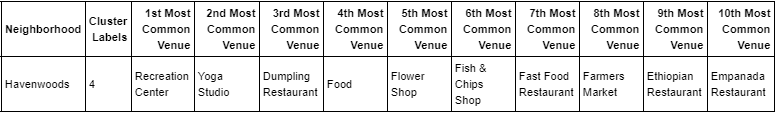 Neighborhood Cluster Labels 1st Most Common Venue 2nd Most Common Venue 3rd Most Common Venue 4th Most Common Venue 5th Most Common Venue 6th Most Common Venue 7th Most Common Venue 8th Most Common Venue 9th Most Common Venue 10th Most Common Venue
Havenwoods 4 Recreation Center Yoga Studio Dumpling Restaurant Food Flower Shop Fish & Chips Shop Fast Food Restaurant Farmers Market Ethiopian Restaurant Empanada Restaurant